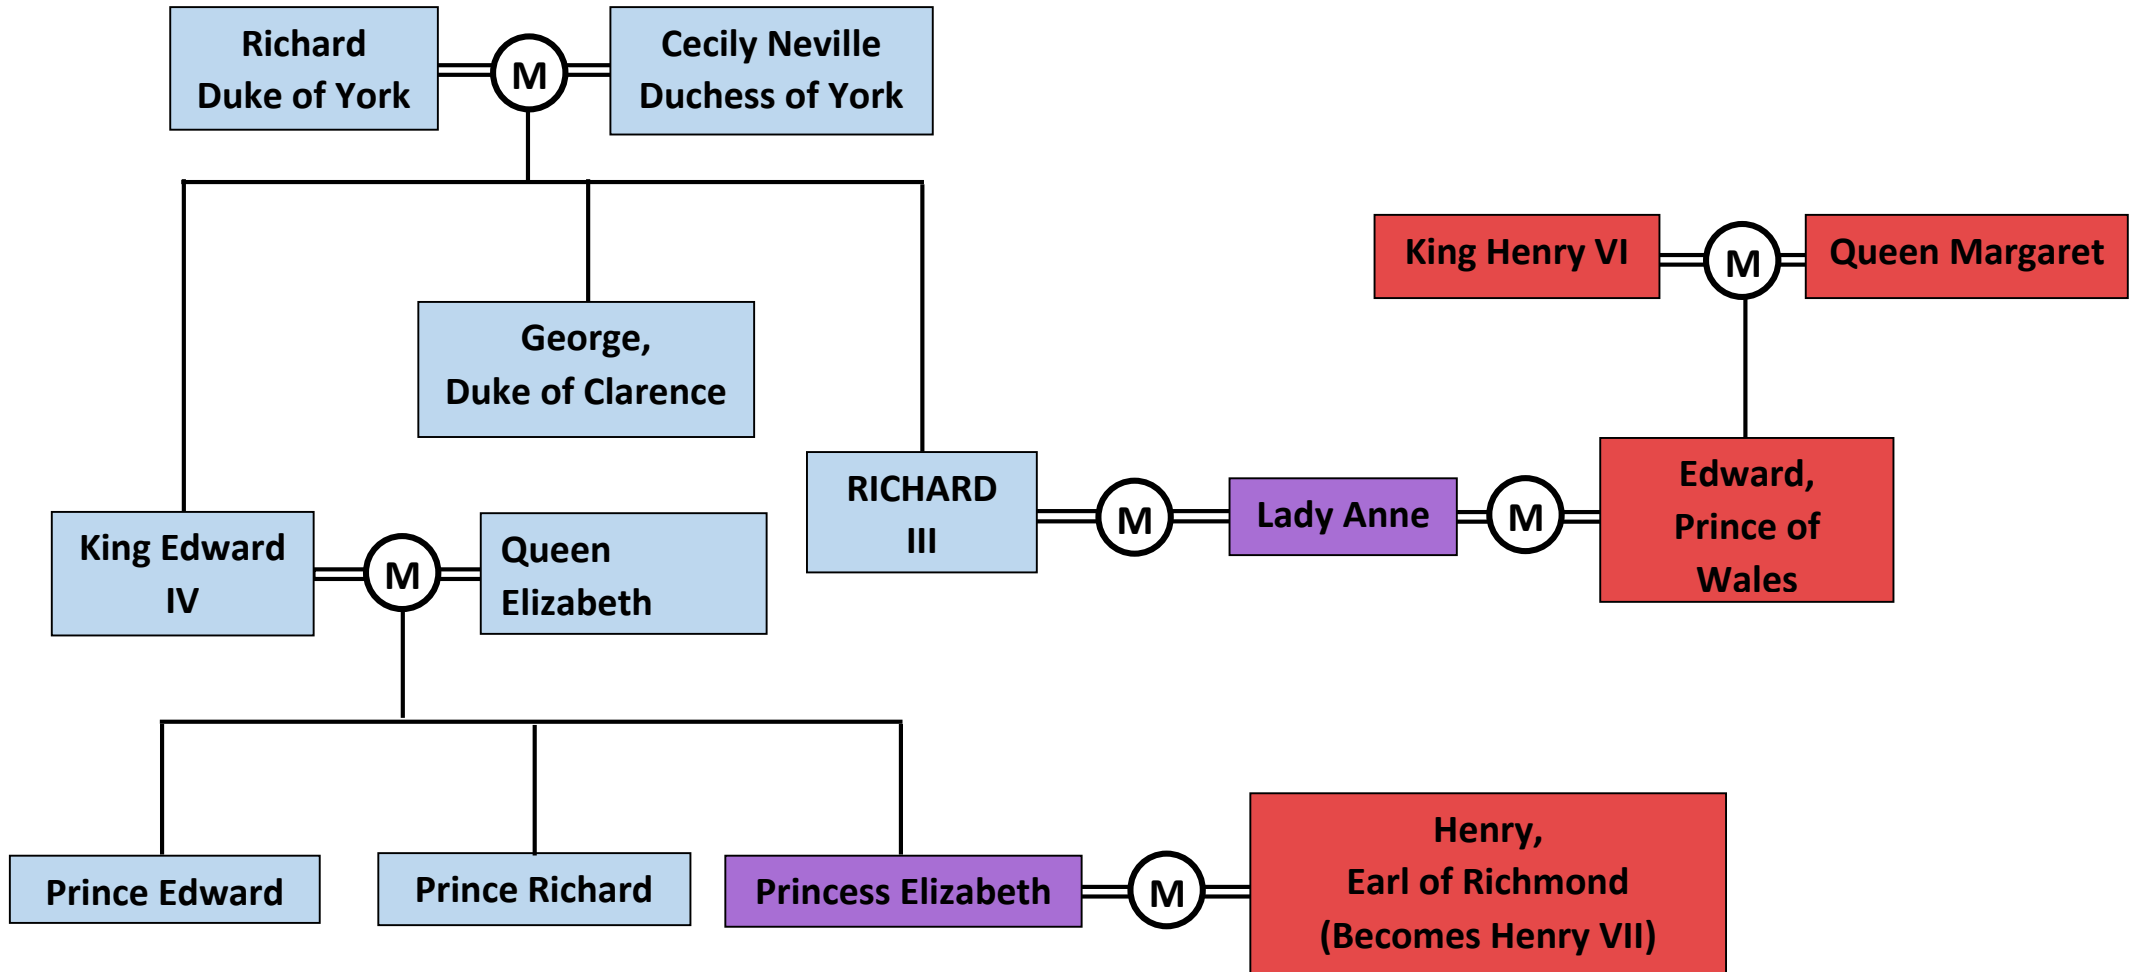 Richard
Duke of York
M
Cecily Neville
Duchess of York
King Henry VI
M
Queen Margaret
George,
Duke of Clarence
RICHARD
III
M
Lady Anne
M
Edward,
Prince of
Wales
King Edward
IV
M
Queen
Elizabeth
Prince Edward
Prince Richard
Princess Elizabeth
M
Henry,
Earl of Richmond
(Becomes Henry VII)